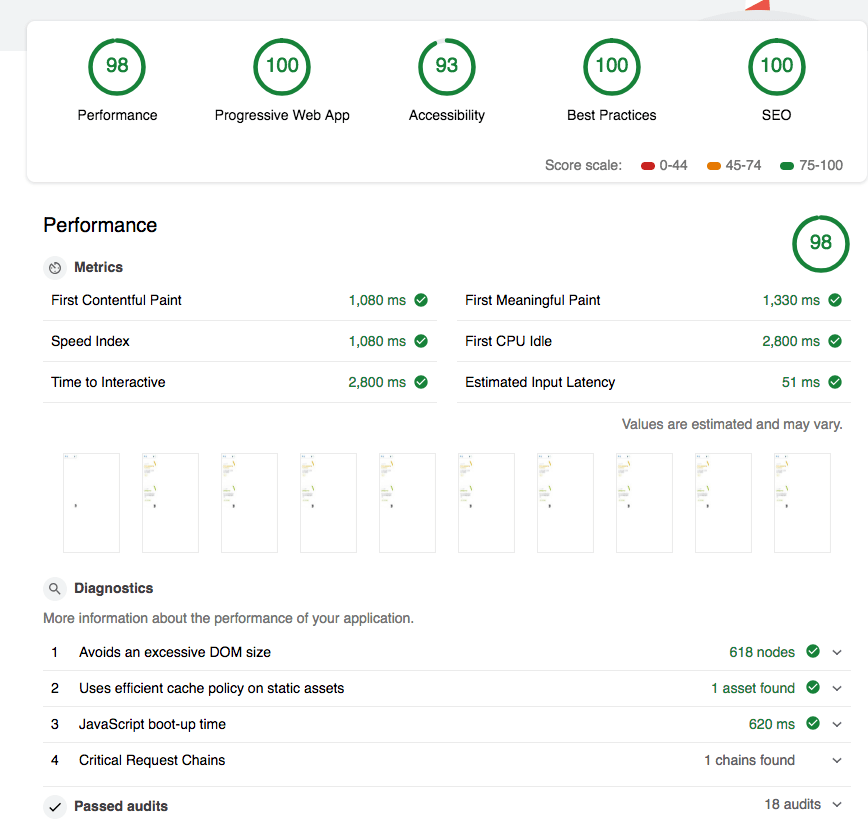 98 100 93 100 100
Performance Progressive Web App Accessibility Best Practices SEO
Score scale: 0-44 45-74 75-100
Performance
98
Metrics
First Contentful Paint 1,080 ms First Meaningful Paint 1,330 ms
Speed Index 1,080 ms First CPU Idle 2,800 ms
Time to Interactive 2,800 ms Estimated Input Latency 51 ms
Values are estimated and may vary.
Diagnostics
More information about the performance of your application.
1 Avoids an excessive DOM size 618 nodes
2 Uses efficient cache policy on static assets 1 asset found
3 JavaScript boot-up time 620 ms
4 Critical Request Chains 1 chains found
Passed audits 18 audits